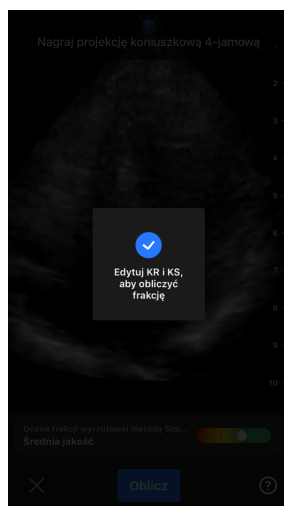 Nagraj projekcję koniuszkową 4-jamową
2
3
4
5
6
7
8
9
10
Edytuj KR i KS,
aby obliczyć
frakcję
Ocena frakcji wyrzutowej metodą Sim...
Średnia jakość
Oblicz
?